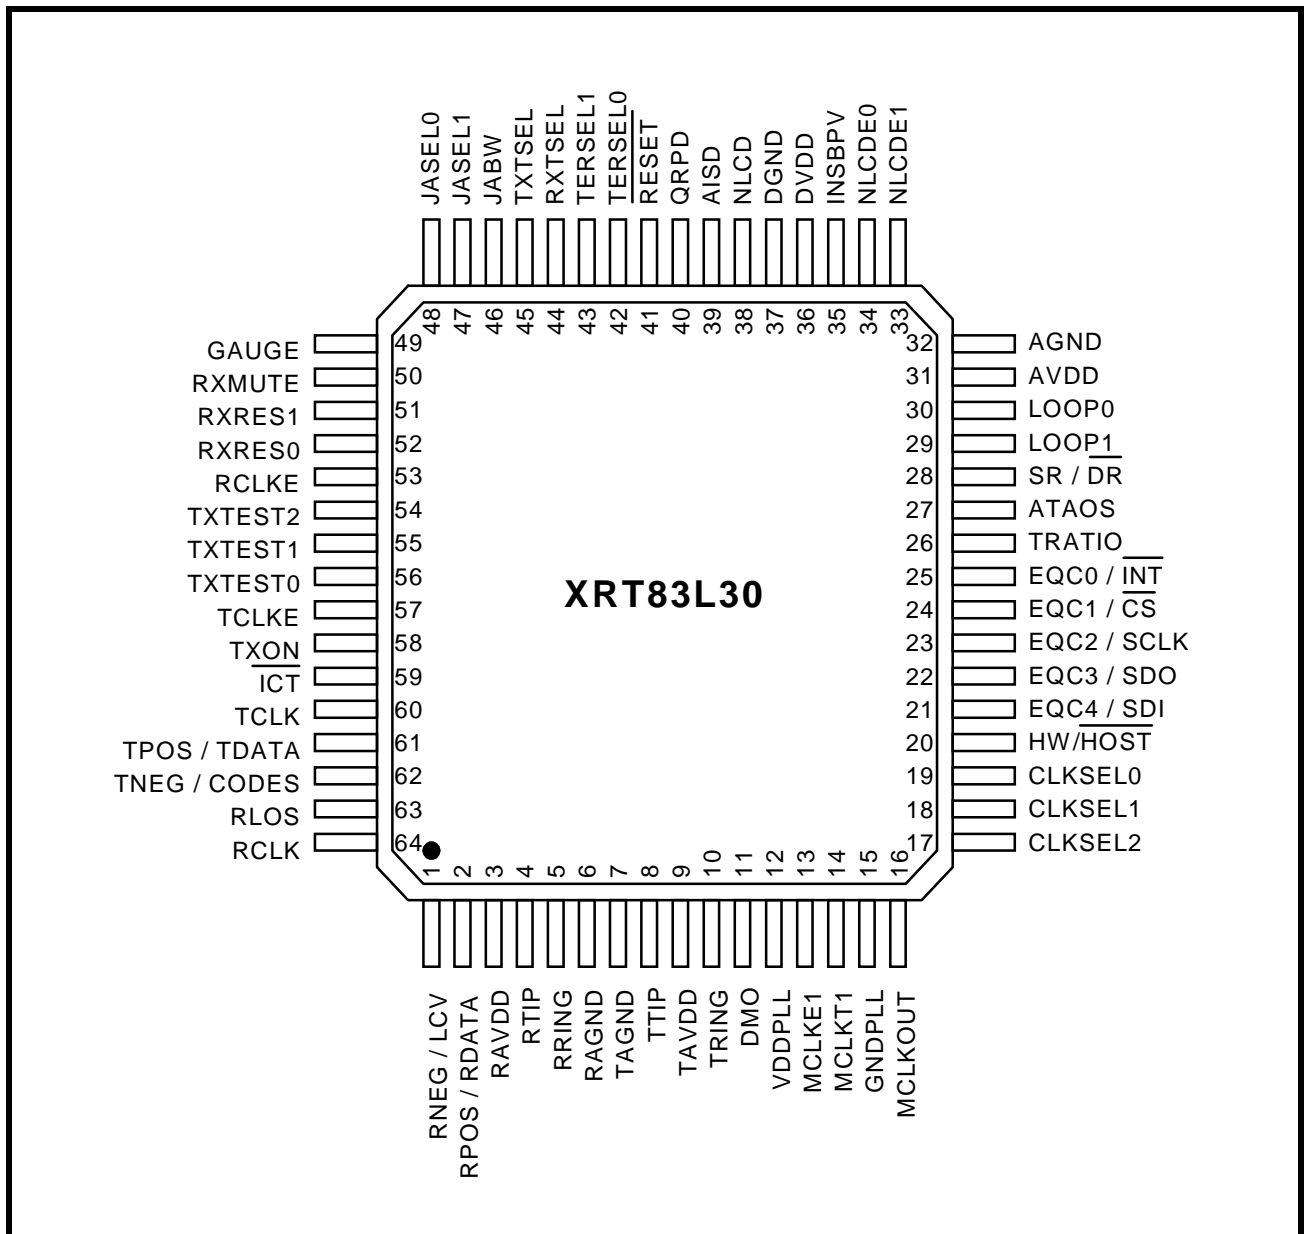 JASEL0
JASEL1
JABW
TXTSEL
RXTSEL
TERSEL1
TERSEL0
RESET
QRPD
AISD
NLCD
DGND
DVDD
INSBPV
NLCDE0
NLCDE1
48
47
46
45
44
43
42
41
40
39
38
37
36
35
34
33
GAUGE 49
RXMUTE 50
RXRES1 51
RXRES0 52
RCLKE 53
TXTEST2 54
TXTEST1 55
TXTEST0 56
TCLKE 57
TXON 58
ICT 59
TCLK 60
TPOS / TDATA 61
TNEG / CODES 62
RLOS 63
RCLK 64
XRT83L30
32 AGND
31 AVDD
30 LOOP0
29 LOOP1
28 SR / DR
27 ATAOS
26 TRATIO
25 EQC0 / INT
24 EQC1 / CS
23 EQC2 / SCLK
22 EQC3 / SDO
21 EQC4 / SDI
20 HW/HOST
19 CLKSEL0
18 CLKSEL1
17 CLKSEL2
1
2
3
4
5
6
7
8
9
10
11
12
13
14
15
16
RNEG / LCV
RPOS / RDATA
RAVDD
RTIP
RRING
RAGND
TAGND
TTIP
TAVDD
TRING
DMO
VDDPLL
MCLKE1
MCLKT1
GNDPLL
MCLKOUT